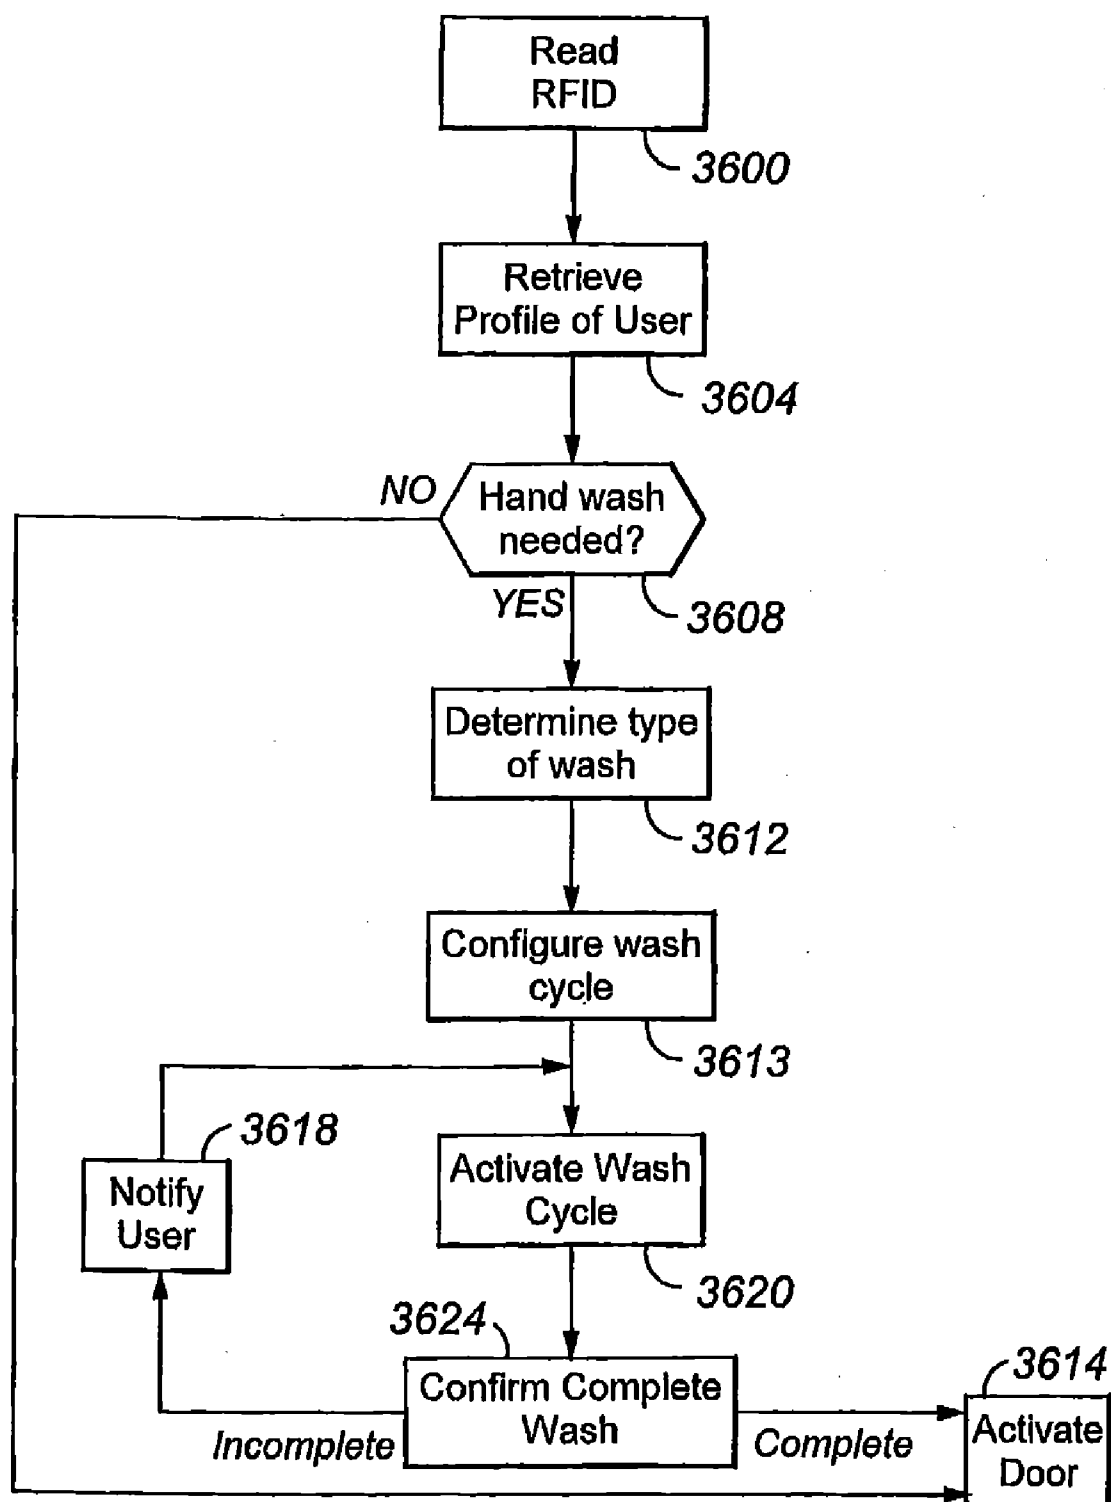 Read
RFID
3600
Retrieve
Profile of User
3604
NO
Hand wash
needed?
YES
3608
Determine type
of wash
3612
Configure wash
cycle
3613
3618
Notify
User
Activate Wash
Cycle
3620
3624
Confirm Complete
Wash
Incomplete
Complete
3614
Activate
Door